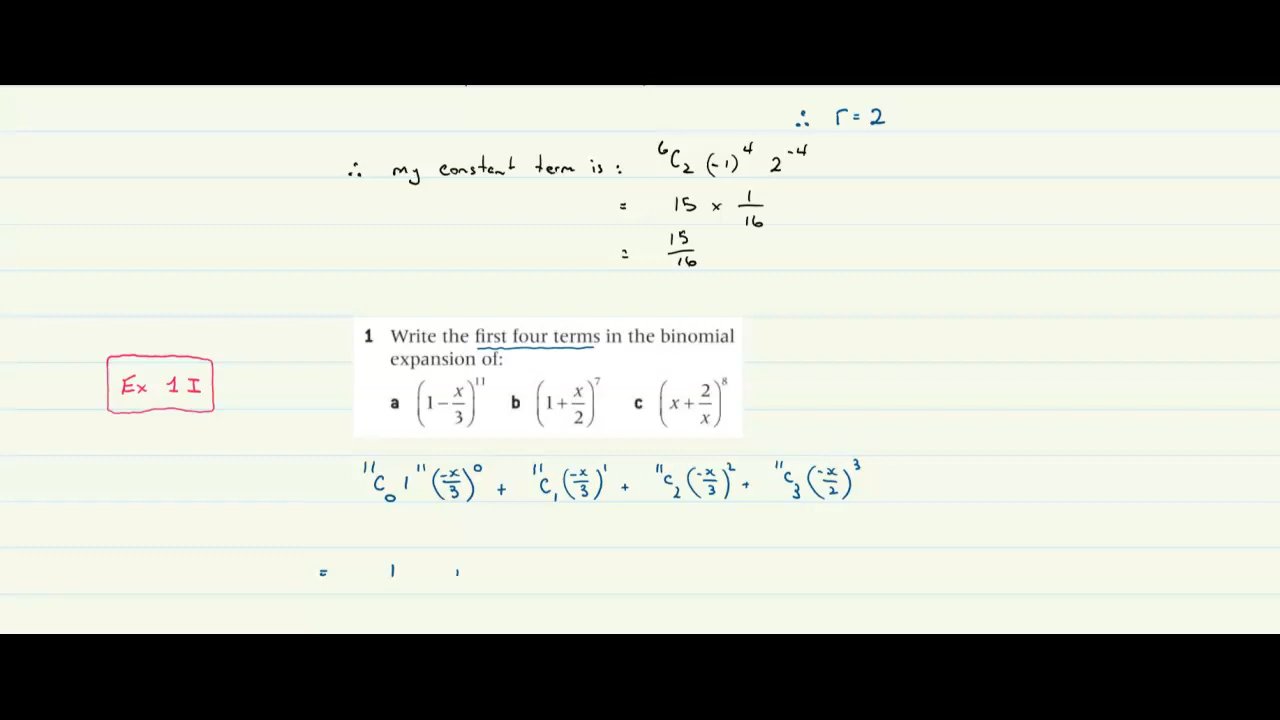 ∴ r = 2
∴ my constant term is : ⁶C₂ (-1)⁴ 2⁻⁴
= 15 × 1/16
= 15/16
1 Write the first four terms in the binomial
expansion of:
Ex 1 I
a (1 − x/3)¹¹ b (1 + x/2)⁷ c (x + 2/x)⁸
¹¹C₀ 1¹¹ (-x/3)⁰ + ¹¹C₁ (-x/3)¹ + ¹¹C₂ (-x/3)² + ¹¹C₃ (-x/2)³
= 1